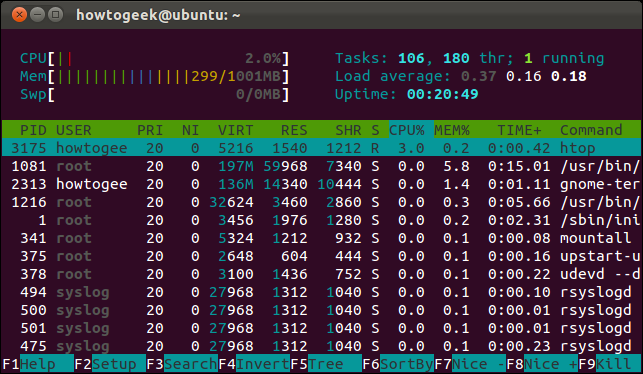 howtogeek@ubuntu: ~
CPU[|| 2.0%] Tasks: 106, 180 thr; 1 running
Mem[|||||||||||||||299/1001MB] Load average: 0.37 0.16 0.18
Swp[ 0/0MB] Uptime: 00:20:49
PID USER PRI NI VIRT RES SHR S CPU% MEM% TIME+ Command
3175 howtogee 20 0 5216 1540 1212 R 3.0 0.2 0:00.42 htop
1081 root 20 0 197M 59968 7340 S 0.0 5.8 0:15.01 /usr/bin/
2313 howtogee 20 0 136M 14340 10444 S 0.0 1.4 0:01.11 gnome-ter
1216 root 20 0 32624 3460 2860 S 0.0 0.3 0:05.66 /usr/bin/
1 root 20 0 3456 1976 1280 S 0.0 0.2 0:02.31 /sbin/ini
341 root 20 0 5324 1212 932 S 0.0 0.1 0:00.08 mountall
375 root 20 0 2648 604 444 S 0.0 0.1 0:00.16 upstart-u
378 root 20 0 3100 1436 752 S 0.0 0.1 0:00.22 udevd --d
494 syslog 20 0 27968 1312 1040 S 0.0 0.1 0:00.10 rsyslogd
500 syslog 20 0 27968 1312 1040 S 0.0 0.1 0:00.01 rsyslogd
501 syslog 20 0 27968 1312 1040 S 0.0 0.1 0:00.01 rsyslogd
475 syslog 20 0 27968 1312 1040 S 0.0 0.1 0:00.23 rsyslogd
F1Help F2Setup F3SearchF4InvertF5Tree F6SortByF7Nice -F8Nice +F9Kill